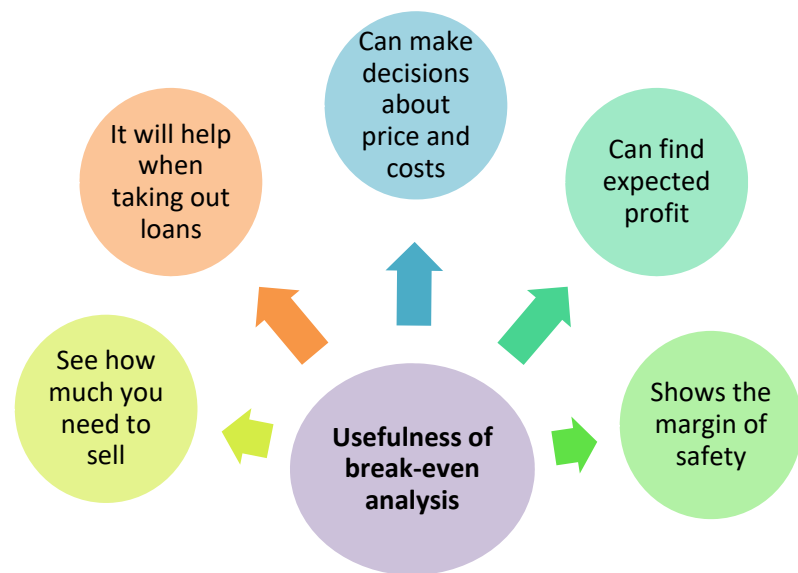 Can make
decisions
about
price and
costs
It will help
when
taking out
loans
Can find
expected
profit
See how
much you
need to
sell
Usefulness of
break-even
analysis
Shows the
margin of
safety